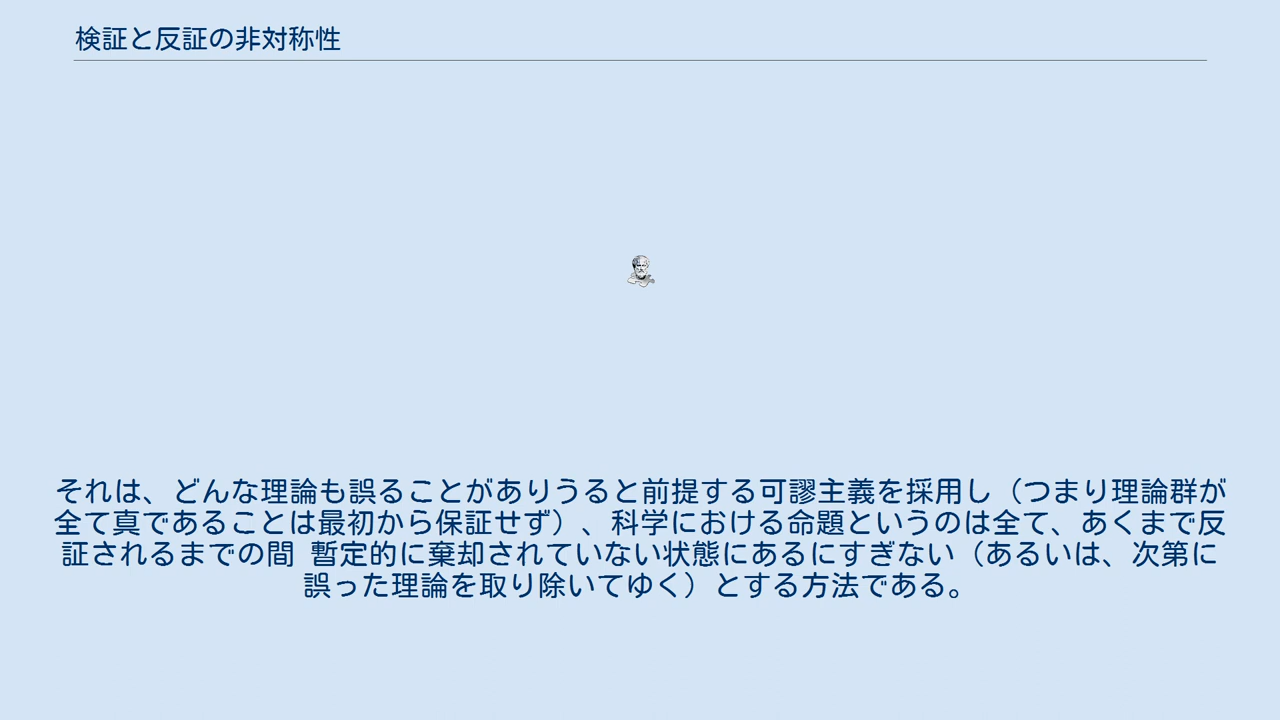 検証と反証の非対称性
それは、どんな理論も誤ることがありうると前提する可謬主義を採用し（つまり理論群が
全て真であることは最初から保証せず）、科学における命題というのは全て、あくまで反
証されるまでの間 暫定的に棄却されていない状態にあるにすぎない（あるいは、次第に
誤った理論を取り除いてゆく）とする方法である。